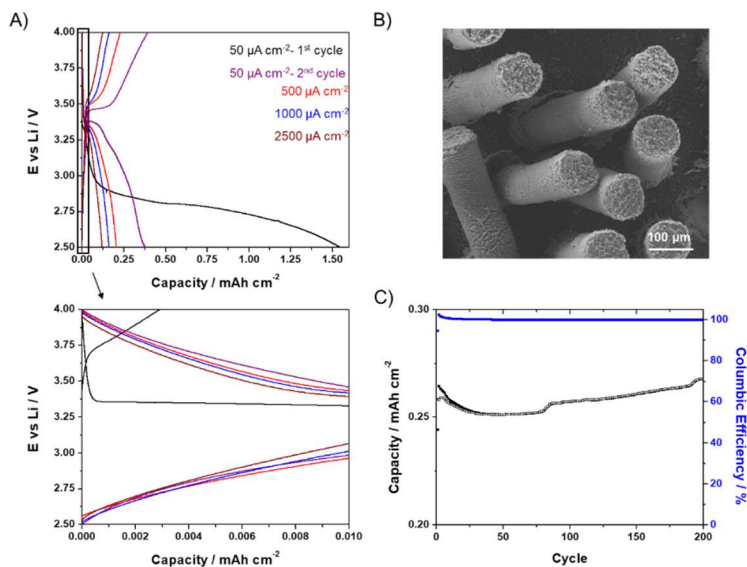 A)
4.00
3.75
3.50
3.25
3.00
2.75
2.50
E vs Li / V
50 µA cm⁻²- 1ˢᵗ cycle
50 µA cm⁻²- 2ⁿᵈ cycle
500 µA cm⁻²
1000 µA cm⁻²
2500 µA cm⁻²
0.00 0.25 0.50 0.75 1.00 1.25 1.50
Capacity / mAh cm⁻²
4.00
3.75
3.50
3.25
3.00
2.75
2.50
E vs Li / V
0.000 0.002 0.004 0.006 0.008 0.010
Capacity / mAh cm⁻²
B)
100 µm
C)
0.30
0.25
0.20
Capacity / mAh cm⁻²
100
80
60
40
20
0
Columbic Efficiency / %
0 50 100 150 200
Cycle